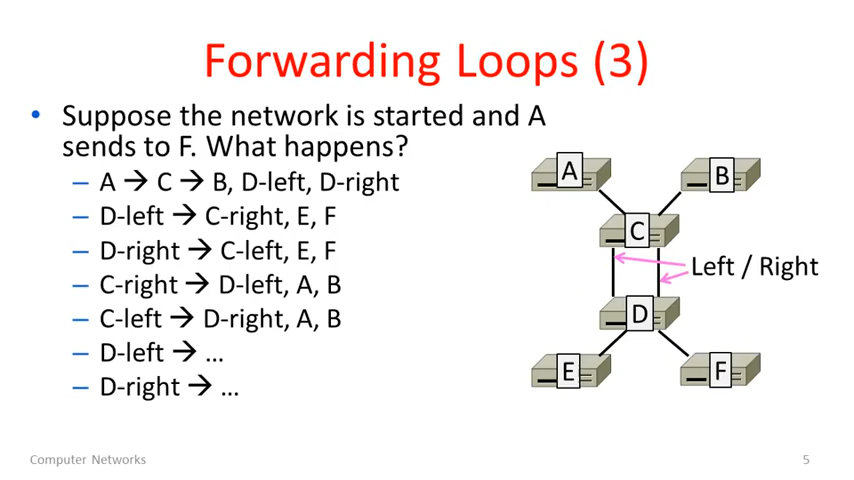 Forwarding Loops (3)
• Suppose the network is started and A
sends to F. What happens?
– A → C → B, D-left, D-right
– D-left → C-right, E, F
– D-right → C-left, E, F
– C-right → D-left, A, B
– C-left → D-right, A, B
– D-left → …
– D-right → …
A
B
C
Left / Right
D
E
F
Computer Networks
5